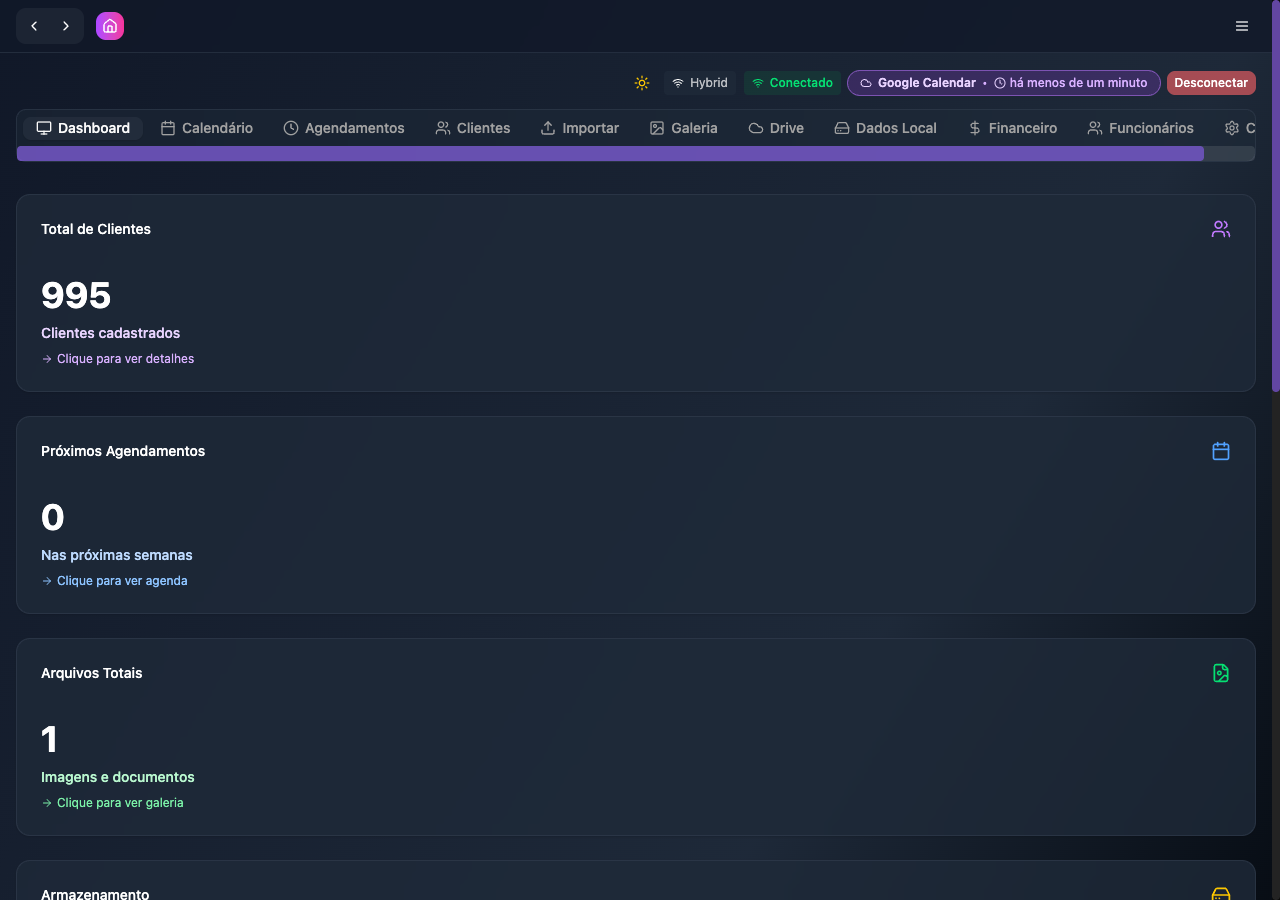 Hybrid Conectado Google Calendar • há menos de um minuto Desconectar
Dashboard Calendário Agendamentos Clientes Importar Galeria Drive Dados Local Financeiro Funcionários C
Total de Clientes
995
Clientes cadastrados
Clique para ver detalhes
Próximos Agendamentos
0
Nas próximas semanas
Clique para ver agenda
Arquivos Totais
1
Imagens e documentos
Clique para ver galeria
Armazenamento